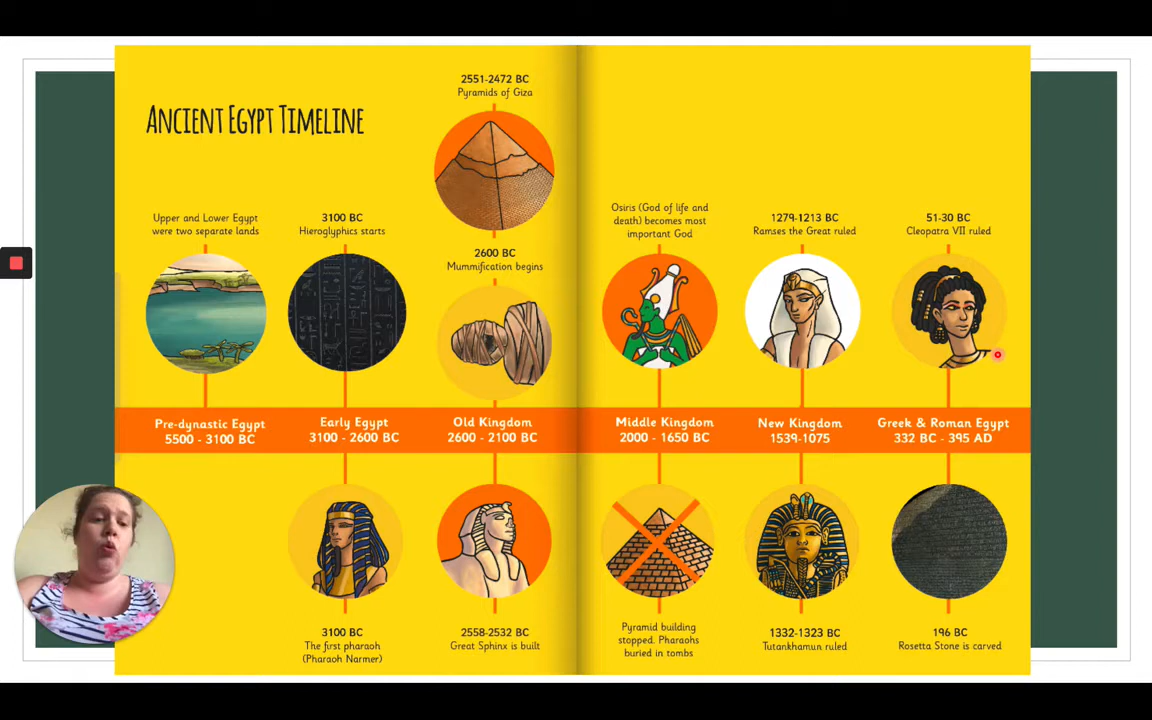 ANCIENT EGYPT TIMELINE
2551-2472 BC
Pyramids of Giza
Upper and Lower Egypt
were two separate lands
3100 BC
Hieroglyphics starts
2600 BC
Mummification begins
Osiris (God of life and
death) becomes most
important God
1279-1213 BC
Ramses the Great ruled
51-30 BC
Cleopatra VII ruled
Pre-dynastic Egypt
5500 - 3100 BC
Early Egypt
3100 - 2600 BC
Old Kingdom
2600 - 2100 BC
Middle Kingdom
2000 - 1650 BC
New Kingdom
1539-1075
Greek & Roman Egypt
332 BC - 395 AD
3100 BC
The first pharaoh
(Pharaoh Narmer)
2558-2532 BC
Great Sphinx is built
Pyramid building
stopped. Pharaohs
buried in tombs
1332-1323 BC
Tutankhamun ruled
196 BC
Rosetta Stone is carved